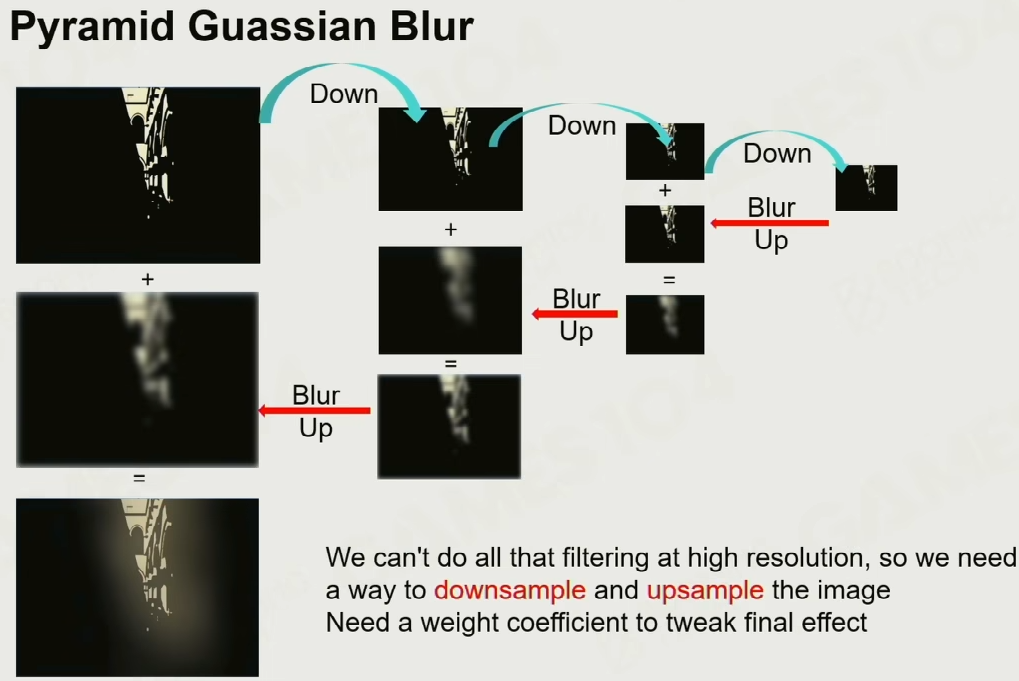 Pyramid Guassian Blur
Down
Down
Down
+
+
+
Blur
Up
=
Blur
Up
=
Blur
Up
=
We can't do all that filtering at high resolution, so we need
a way to downsample and upsample the image
Need a weight coefficient to tweak final effect
GAMES104